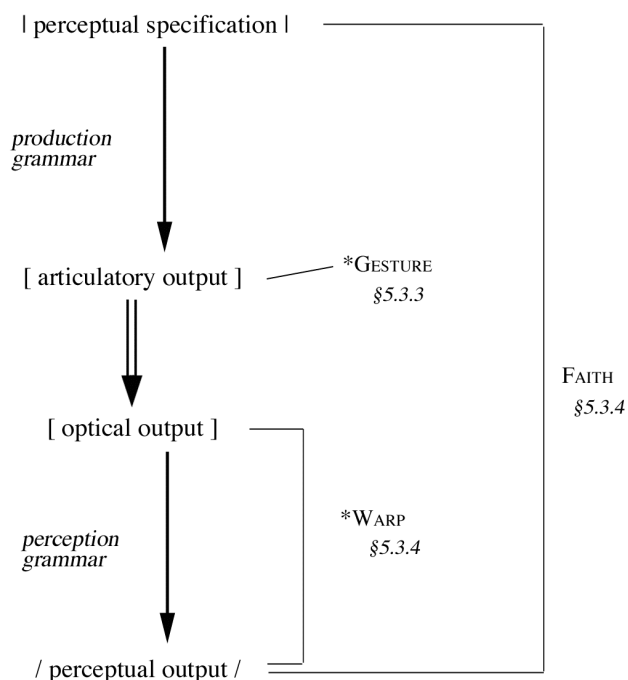 | perceptual specification |
production
grammar
[ articulatory output ]
*GESTURE
§5.3.3
FAITH
§5.3.4
[ optical output ]
*WARP
§5.3.4
perception
grammar
/ perceptual output /